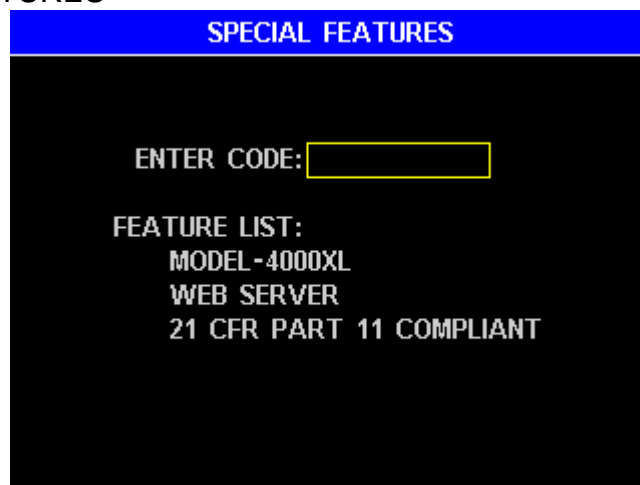 SPECIAL FEATURES
ENTER CODE:
FEATURE LIST:
MODEL-4000XL
WEB SERVER
21 CFR PART 11 COMPLIANT